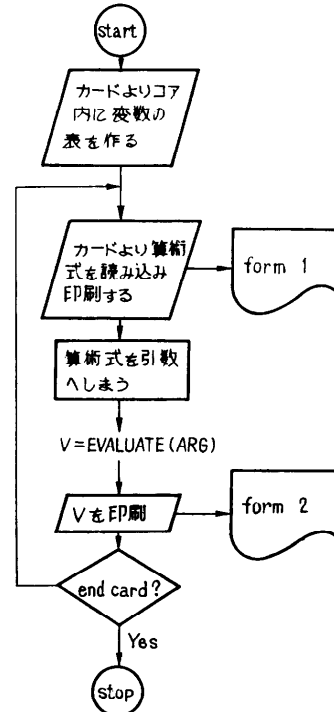 start
カードよりコア
内に変数の
表を作る
カードより算術
式を読み込み
印刷する
form 1
算術式を引数
へしまう
V=EVALUATE(ARG)
Vを印刷
form 2
end card?
Yes
stop